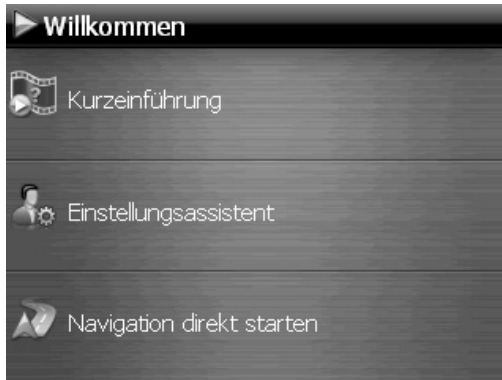 Willkommen
Kurzeinführung
Einstellungsassistent
Navigation direkt starten